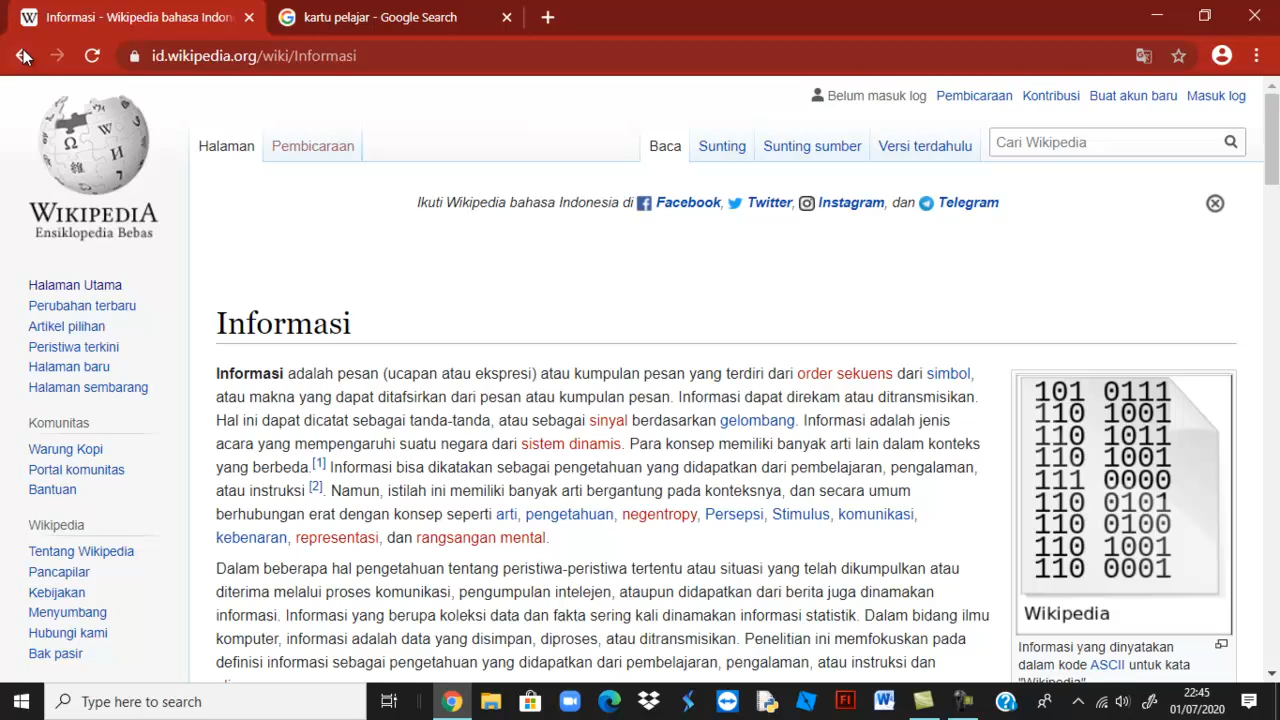 Informasi - Wikipedia bahasa Indon
kartu pelajar - Google Search
id.wikipedia.org/wiki/Informasi
Belum masuk log Pembicaraan Kontribusi Buat akun baru Masuk log
Halaman Pembicaraan Baca Sunting Sunting sumber Versi terdahulu Cari Wikipedia
WIKIPEDIA
Ensiklopedia Bebas
Ikuti Wikipedia bahasa Indonesia di Facebook, Twitter, Instagram, dan Telegram
Halaman Utama
Perubahan terbaru
Artikel pilihan
Peristiwa terkini
Halaman baru
Halaman sembarang
Komunitas
Warung Kopi
Portal komunitas
Bantuan
Wikipedia
Tentang Wikipedia
Pancapilar
Kebijakan
Menyumbang
Hubungi kami
Bak pasir
Informasi
Informasi adalah pesan (ucapan atau ekspresi) atau kumpulan pesan yang terdiri dari order sekuens dari simbol,
atau makna yang dapat ditafsirkan dari pesan atau kumpulan pesan. Informasi dapat direkam atau ditransmisikan.
Hal ini dapat dicatat sebagai tanda-tanda, atau sebagai sinyal berdasarkan gelombang. Informasi adalah jenis
acara yang mempengaruhi suatu negara dari sistem dinamis. Para konsep memiliki banyak arti lain dalam konteks
yang berbeda.[1] Informasi bisa dikatakan sebagai pengetahuan yang didapatkan dari pembelajaran, pengalaman,
atau instruksi [2]. Namun, istilah ini memiliki banyak arti bergantung pada konteksnya, dan secara umum
berhubungan erat dengan konsep seperti arti, pengetahuan, negentropy, Persepsi, Stimulus, komunikasi,
kebenaran, representasi, dan rangsangan mental.
Dalam beberapa hal pengetahuan tentang peristiwa-peristiwa tertentu atau situasi yang telah dikumpulkan atau
diterima melalui proses komunikasi, pengumpulan intelejen, ataupun didapatkan dari berita juga dinamakan
informasi. Informasi yang berupa koleksi data dan fakta sering kali dinamakan informasi statistik. Dalam bidang ilmu
komputer, informasi adalah data yang disimpan, diproses, atau ditransmisikan. Penelitian ini memfokuskan pada
definisi informasi sebagai pengetahuan yang didapatkan dari pembelajaran, pengalaman, atau instruksi dan
101 0111
110 1001
110 1011
110 1001
111 0000
110 0101
110 0100
110 1001
110 0001
Wikipedia
Informasi yang dinyatakan
dalam kode ASCII untuk kata
"Wikipedia"
Type here to search
22:45
01/07/2020